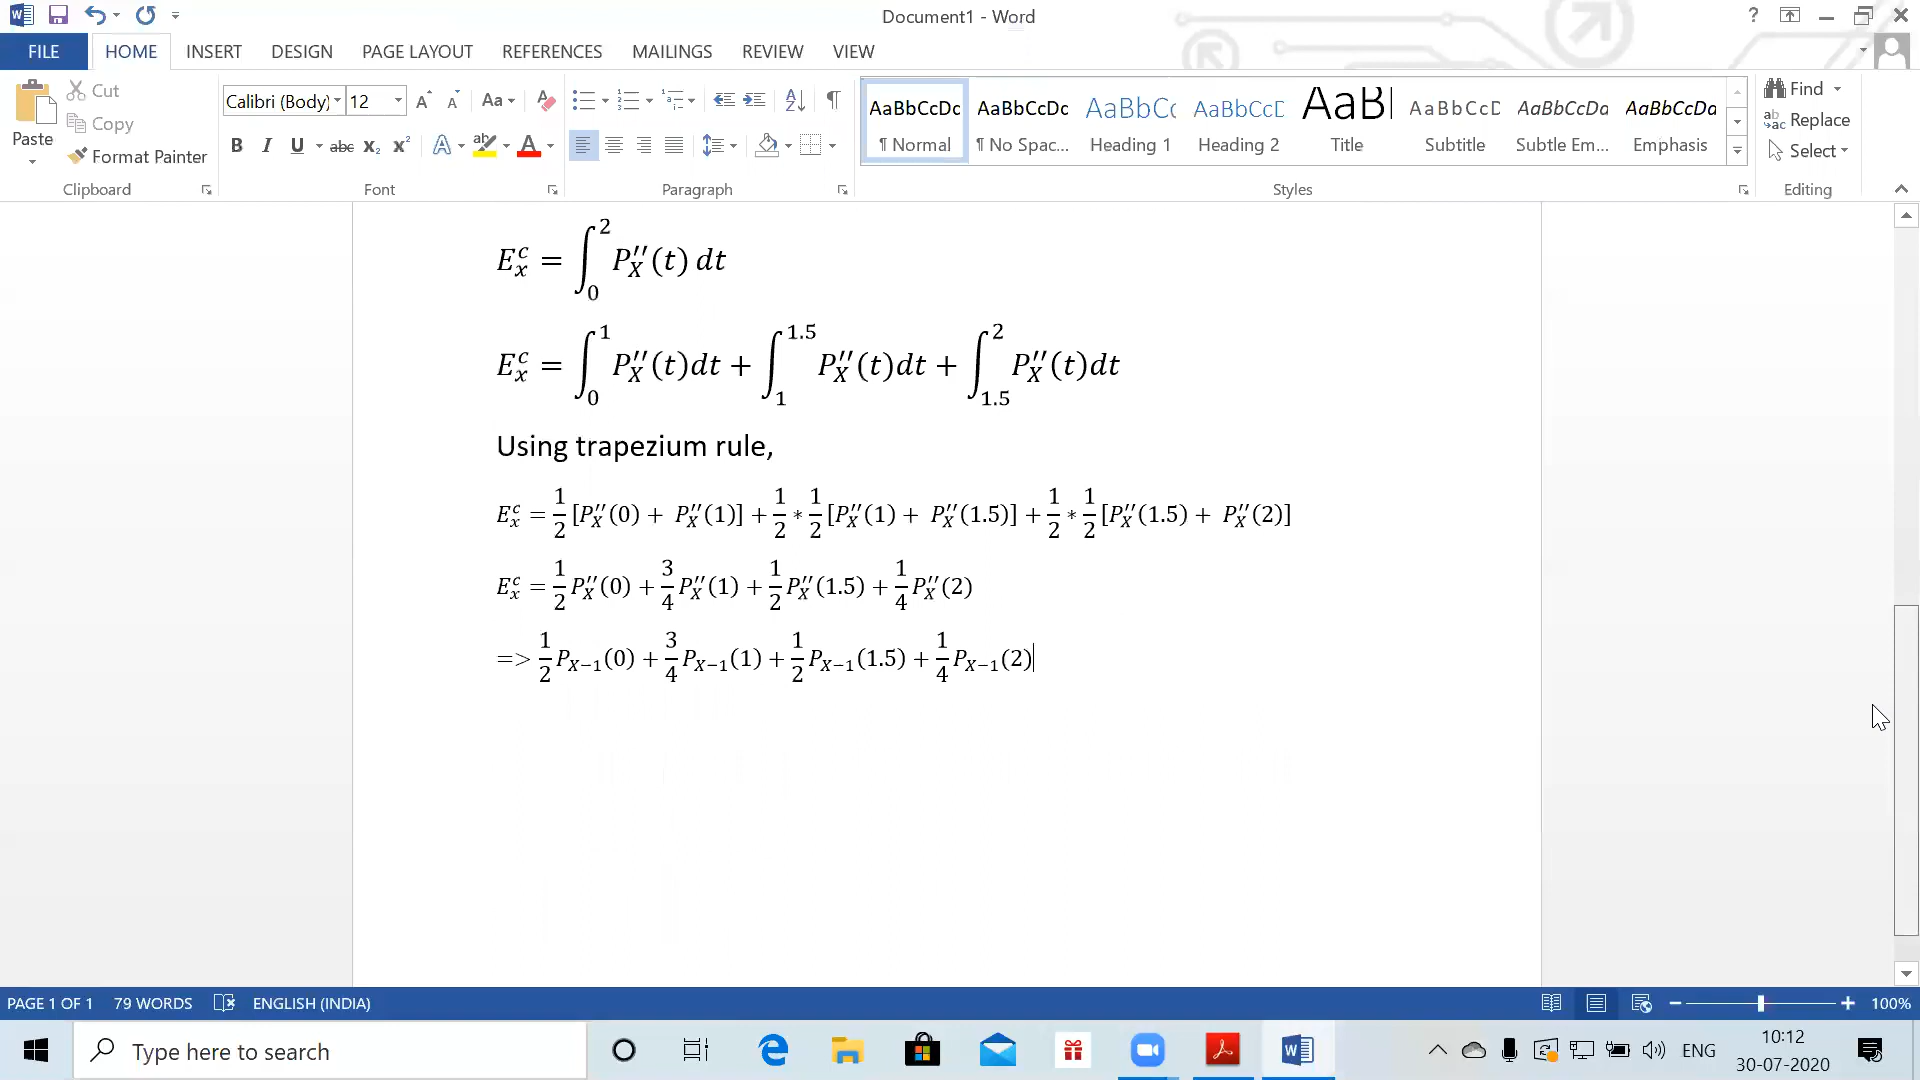 Document1 - Word
FILE HOME INSERT DESIGN PAGE LAYOUT REFERENCES MAILINGS REVIEW VIEW
Paste
Cut
Copy
Format Painter
Clipboard
Calibri (Body) 12
Font
Paragraph
AaBbCcDc AaBbCcDc AaBbCc AaBbCcD AaB AaBbCcD AaBbCcDa AaBbCcDa
¶ Normal ¶ No Spac... Heading 1 Heading 2 Title Subtitle Subtle Em... Emphasis
Styles
Find
Replace
Select
Editing
E_x^c = ∫_0^2 P_X''(t) dt
E_x^c = ∫_0^1 P_X''(t)dt + ∫_1^1.5 P_X''(t)dt + ∫_1.5^2 P_X''(t)dt
Using trapezium rule,
E_x^c = 1/2 [P_X''(0) + P_X''(1)] + 1/2 * 1/2 [P_X''(1) + P_X''(1.5)] + 1/2 * 1/2 [P_X''(1.5) + P_X''(2)]
E_x^c = 1/2 P_X''(0) + 3/4 P_X''(1) + 1/2 P_X''(1.5) + 1/4 P_X''(2)
=> 1/2 P_X−1(0) + 3/4 P_X−1(1) + 1/2 P_X−1(1.5) + 1/4 P_X−1(2)
PAGE 1 OF 1 79 WORDS ENGLISH (INDIA) 100%
Type here to search
ENG
10:12
30-07-2020